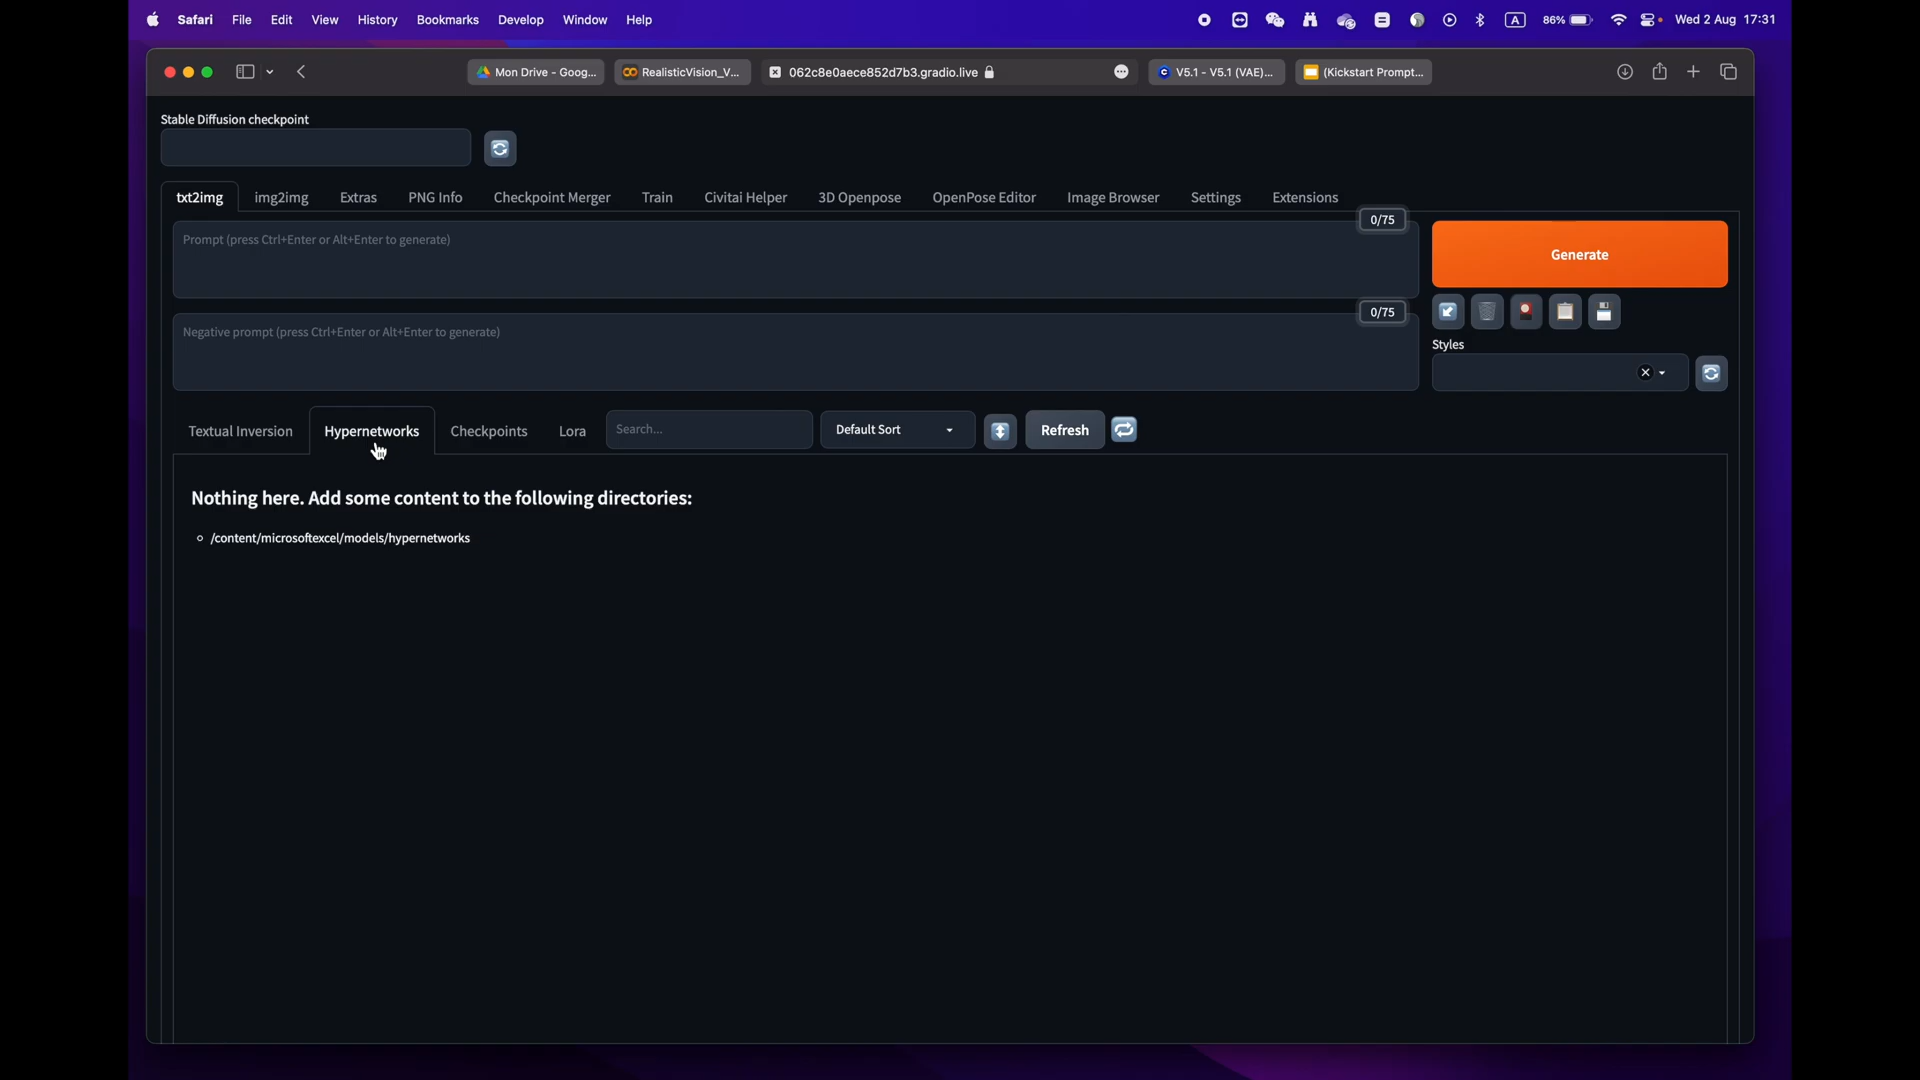 Safari File Edit View History Bookmarks Develop Window Help A 86% Wed 2 Aug 17:31
Mon Drive - Goog... RealisticVision_V... 062c8e0aece852d7b3.gradio.live V5.1 - V5.1 (VAE)... (Kickstart Prompt...
Stable Diffusion checkpoint
txt2img img2img Extras PNG Info Checkpoint Merger Train Civitai Helper 3D Openpose OpenPose Editor Image Browser Settings Extensions
0/75
Prompt (press Ctrl+Enter or Alt+Enter to generate)
Generate
0/75
Negative prompt (press Ctrl+Enter or Alt+Enter to generate)
Styles
Textual Inversion Hypernetworks Checkpoints Lora Search... Default Sort Refresh
Nothing here. Add some content to the following directories:
/content/microsoftexcel/models/hypernetworks